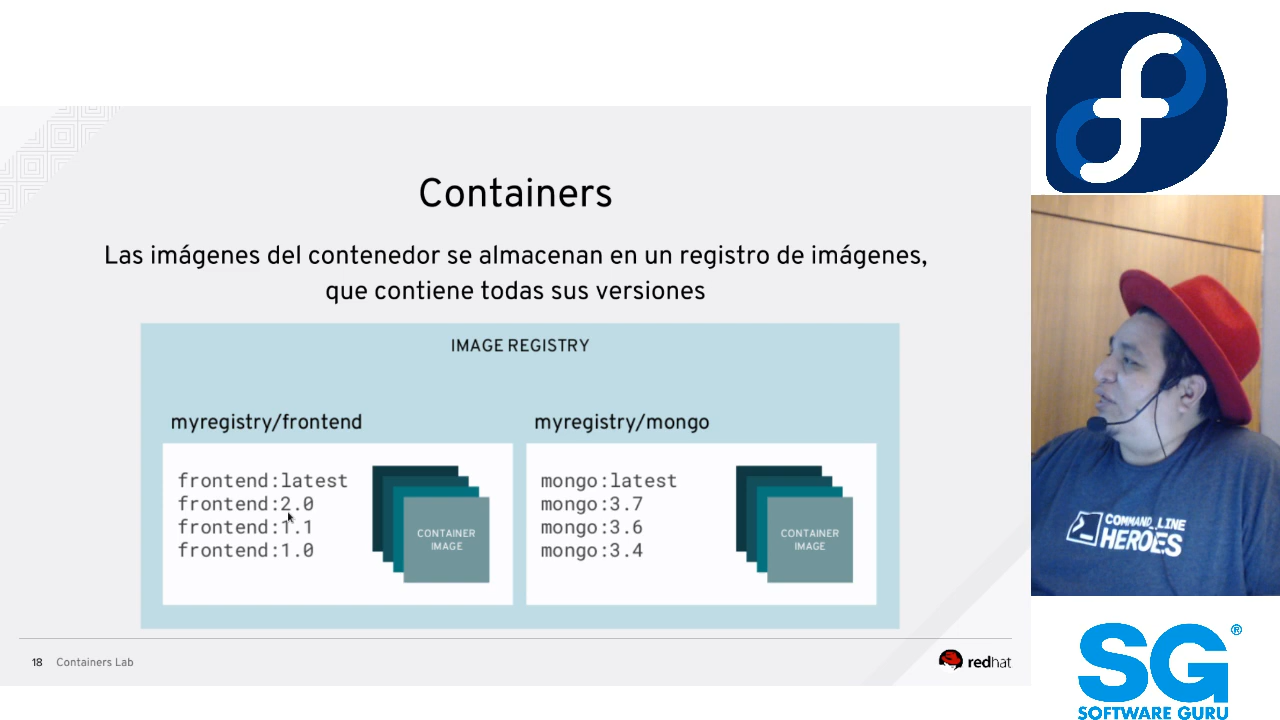 Containers
Las imágenes del contenedor se almacenan en un registro de imágenes,
que contiene todas sus versiones
IMAGE REGISTRY
myregistry/frontend
frontend:latest
frontend:2.0
frontend:1.1
frontend:1.0
CONTAINER
IMAGE
myregistry/mongo
mongo:latest
mongo:3.7
mongo:3.6
mongo:3.4
CONTAINER
IMAGE
18 Containers Lab
redhat
COMMAND_LINE
HEROES
SG®
SOFTWARE GURU